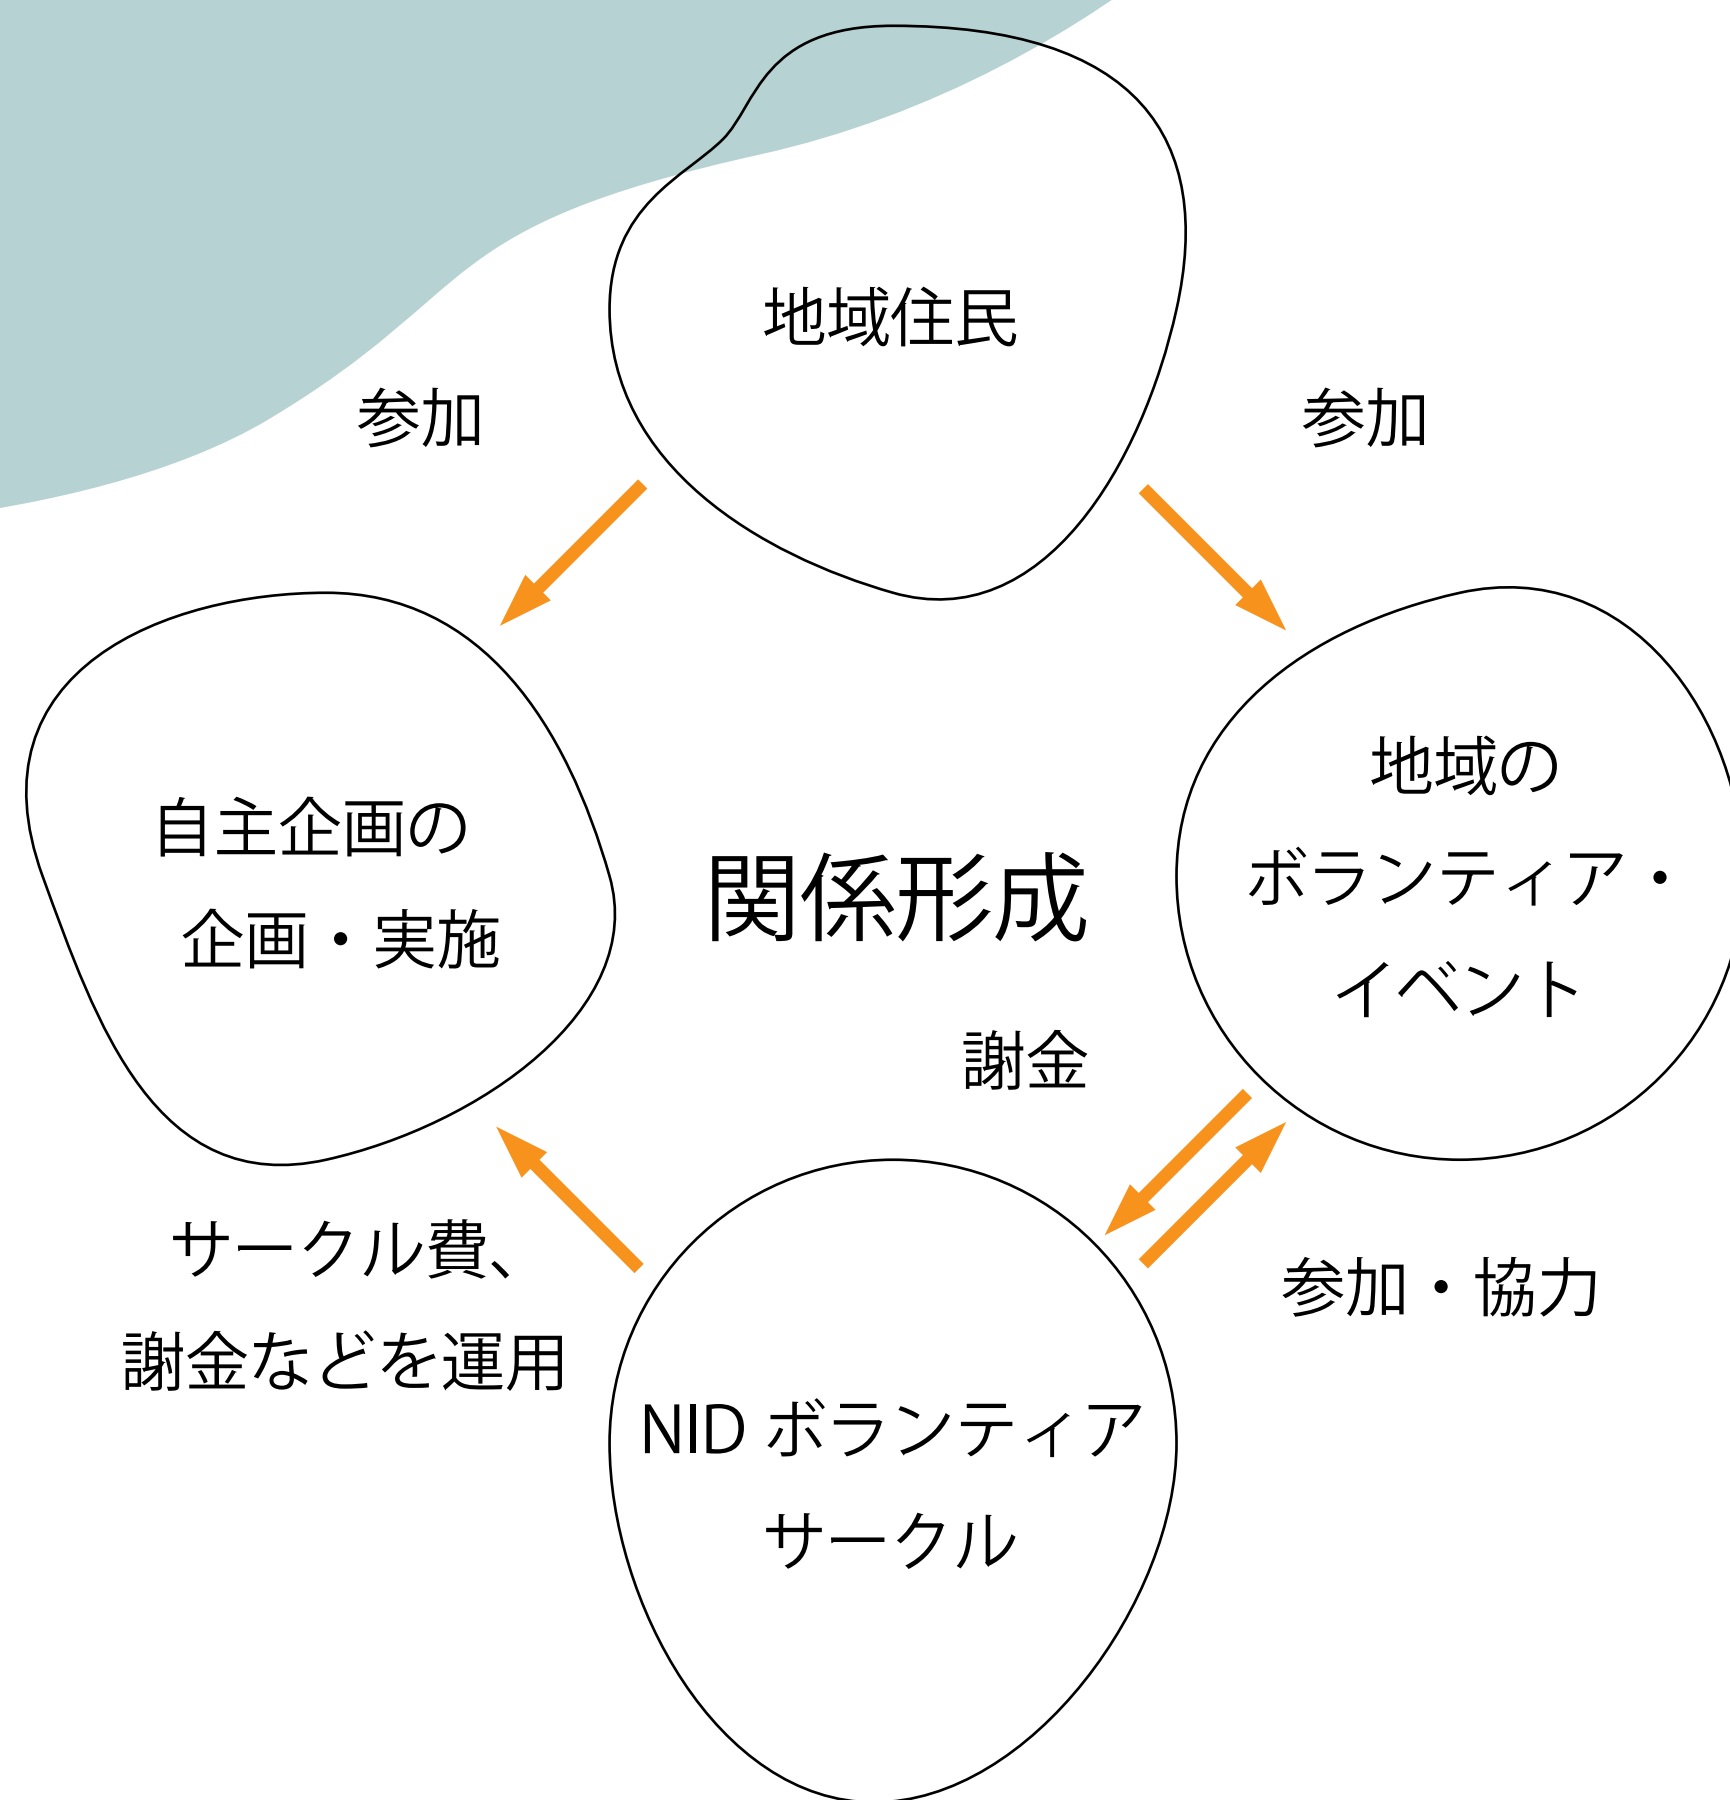 地域住民
参加
参加
自主企画の
企画・実施
関係形成
地域の
ボランティア・
イベント
謝金
サークル費、
謝金などを運用
参加・協力
NID ボランティア
サークル